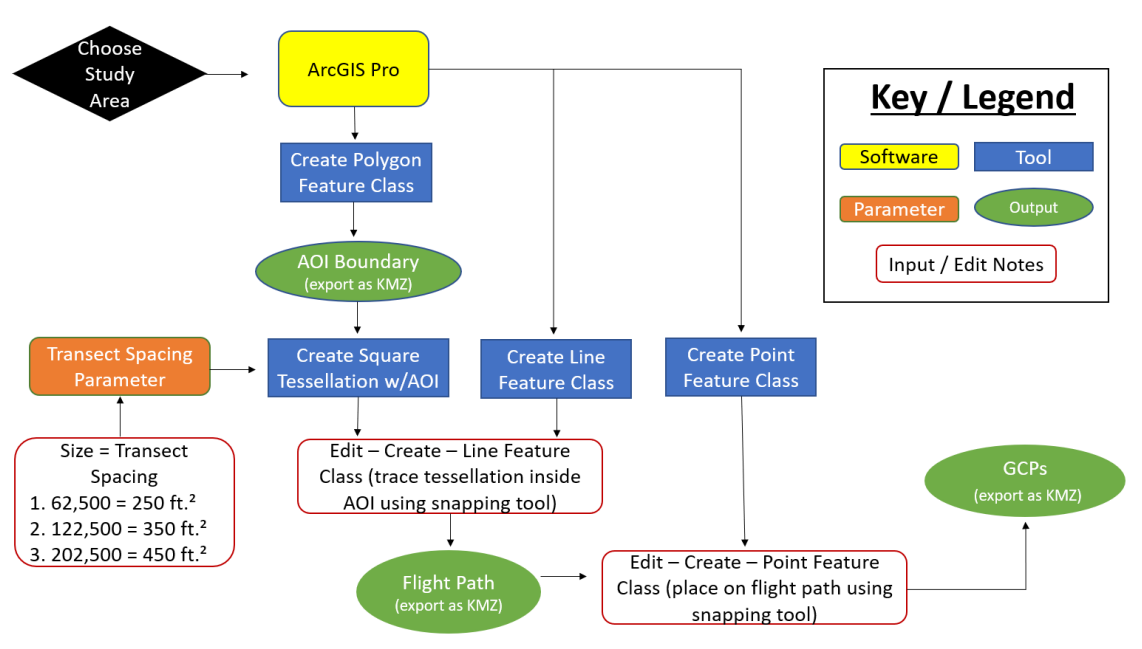 Choose
Study
Area
ArcGIS Pro
Key / Legend
Software
Tool
Parameter
Output
Input / Edit Notes
Create Polygon
Feature Class
AOI Boundary
(export as KMZ)
Transect Spacing
Parameter
Create Square
Tessellation w/AOI
Create Line
Feature Class
Create Point
Feature Class
Size = Transect
Spacing
1. 62,500 = 250 ft.²
2. 122,500 = 350 ft.²
3. 202,500 = 450 ft.²
Edit – Create – Line Feature
Class (trace tessellation inside
AOI using snapping tool)
GCPs
(export as KMZ)
Flight Path
(export as KMZ)
Edit – Create – Point Feature
Class (place on flight path using
snapping tool)